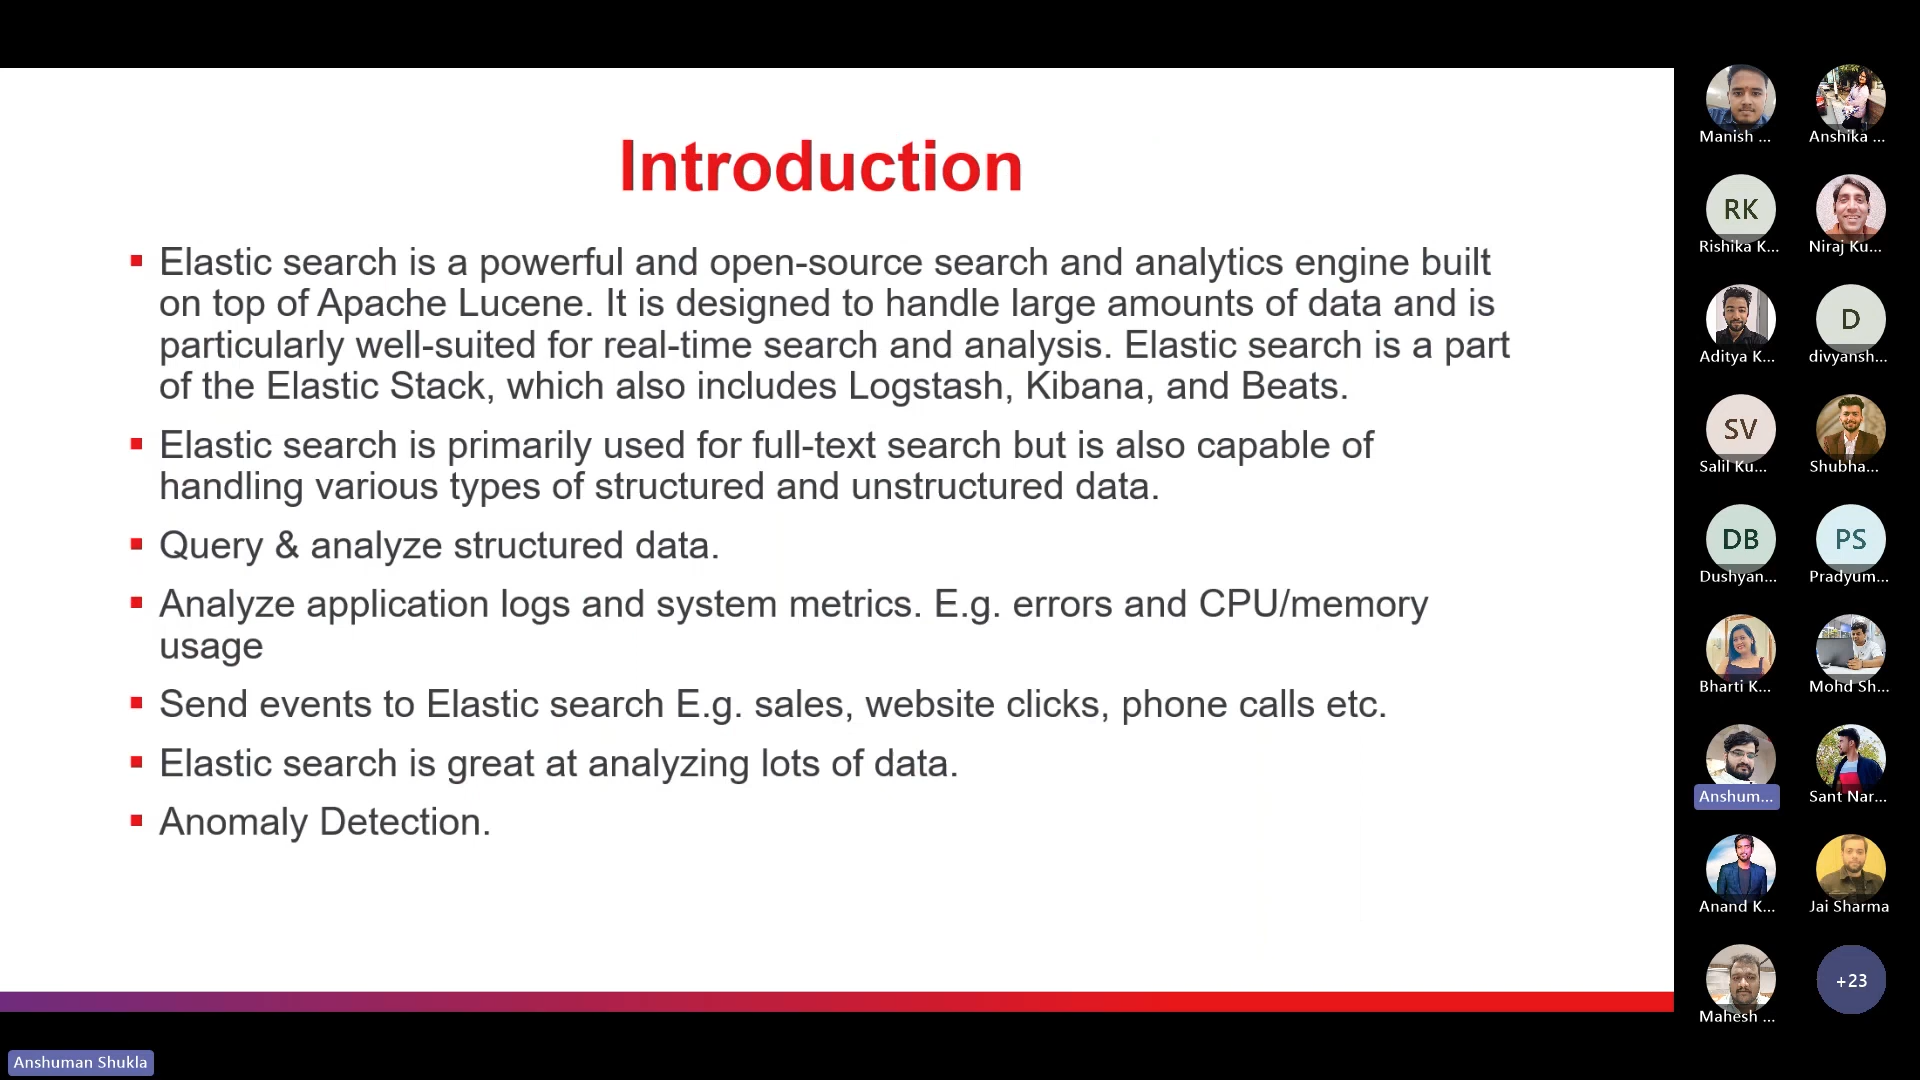 Introduction
▪ Elastic search is a powerful and open-source search and analytics engine built
on top of Apache Lucene. It is designed to handle large amounts of data and is
particularly well-suited for real-time search and analysis. Elastic search is a part
of the Elastic Stack, which also includes Logstash, Kibana, and Beats.
▪ Elastic search is primarily used for full-text search but is also capable of
handling various types of structured and unstructured data.
▪ Query & analyze structured data.
▪ Analyze application logs and system metrics. E.g. errors and CPU/memory
usage
▪ Send events to Elastic search E.g. sales, website clicks, phone calls etc.
▪ Elastic search is great at analyzing lots of data.
▪ Anomaly Detection.
Manish ...
Anshika ...
RK
Rishika K...
Niraj Ku...
Aditya K...
D
divyansh...
SV
Salil Ku...
Shubha...
DB
Dushyan...
PS
Pradyum...
Bharti K...
Mohd Sh...
Anshum...
Sant Nar...
Anand K...
Jai Sharma
Mahesh ...
+23
Anshuman Shukla